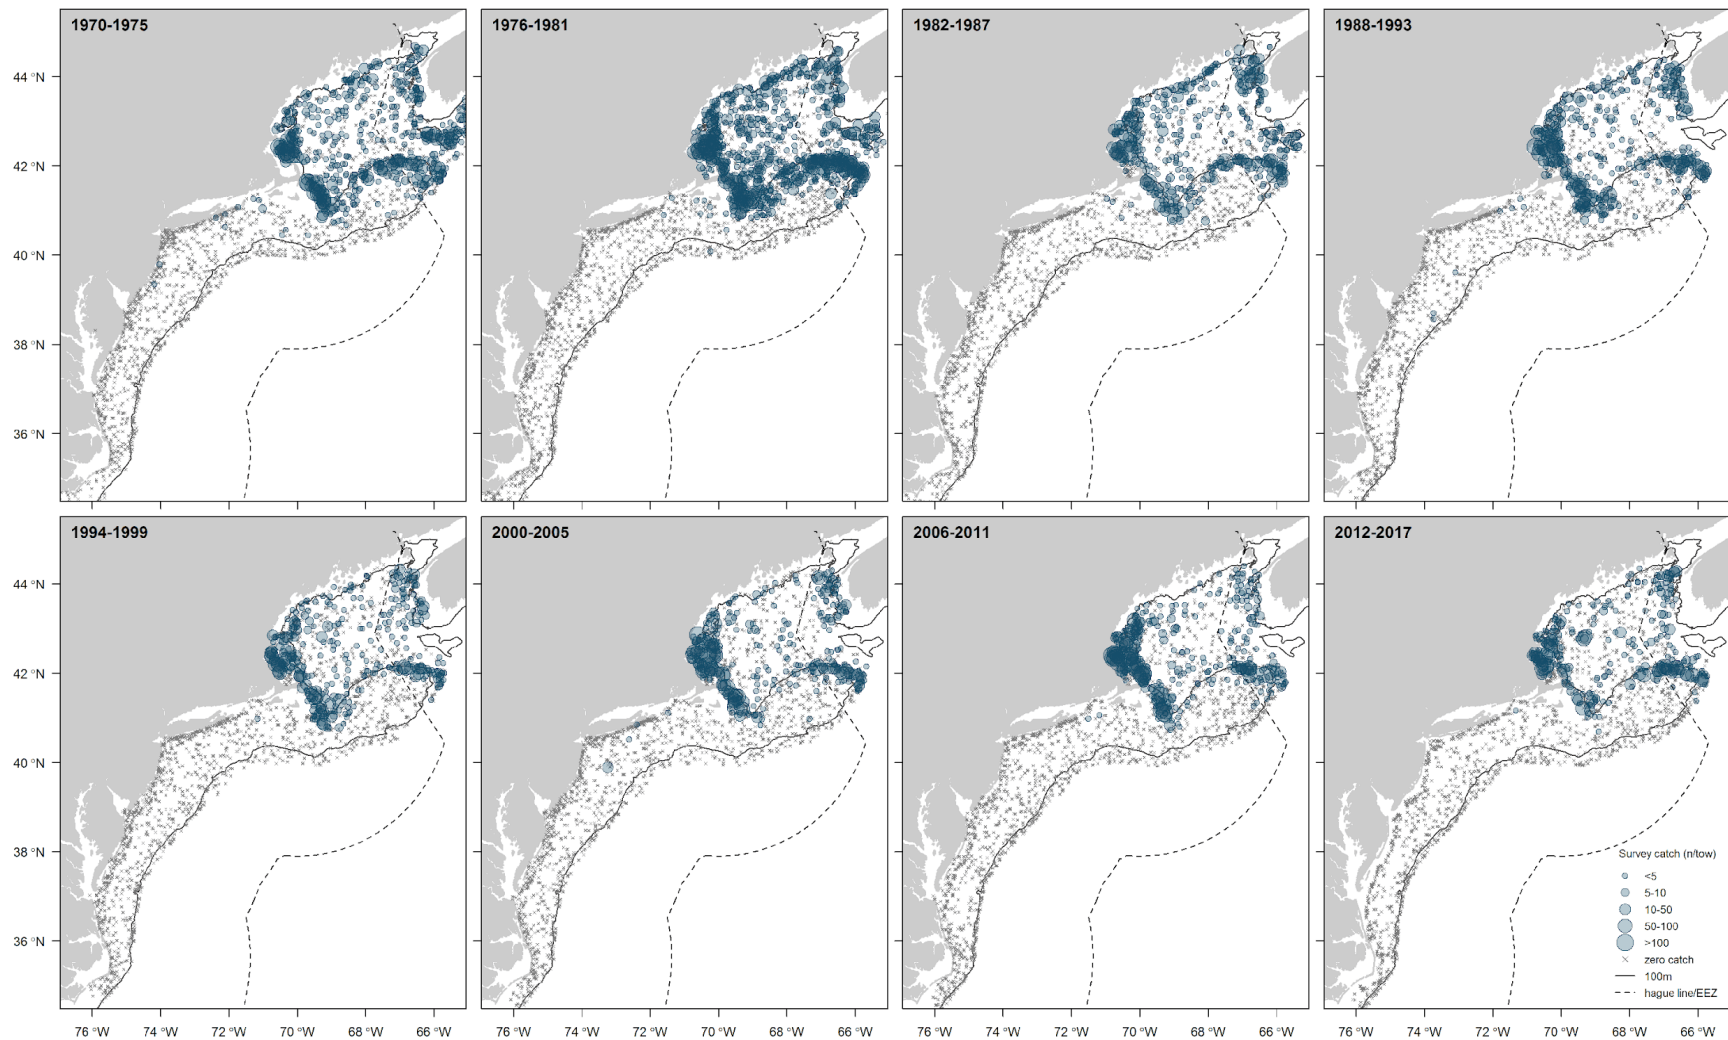 1970-1975
1976-1981
1982-1987
1988-1993
44 °N
42 °N
40 °N
38 °N
36 °N
1994-1999
2000-2005
2006-2011
2012-2017
44 °N
42 °N
40 °N
38 °N
36 °N
Survey catch (n/tow)
<5
5-10
10-50
50-100
>100
zero catch
100m
hague line/EEZ
76 °W 74 °W 72 °W 70 °W 68 °W 66 °W
76 °W 74 °W 72 °W 70 °W 68 °W 66 °W
76 °W 74 °W 72 °W 70 °W 68 °W 66 °W
76 °W 74 °W 72 °W 70 °W 68 °W 66 °W